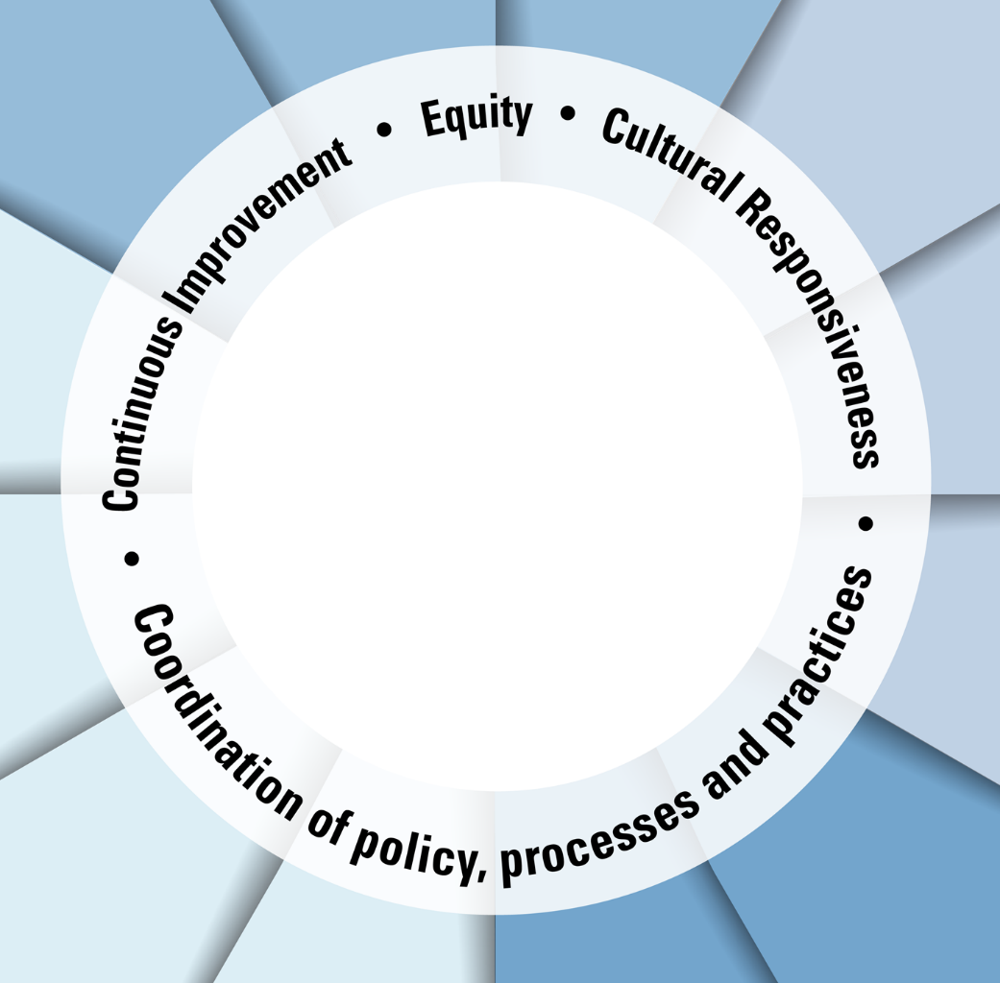 Continuous Improvement • Equity • Cultural Responsiveness •
Coordination of policy, processes and practices •